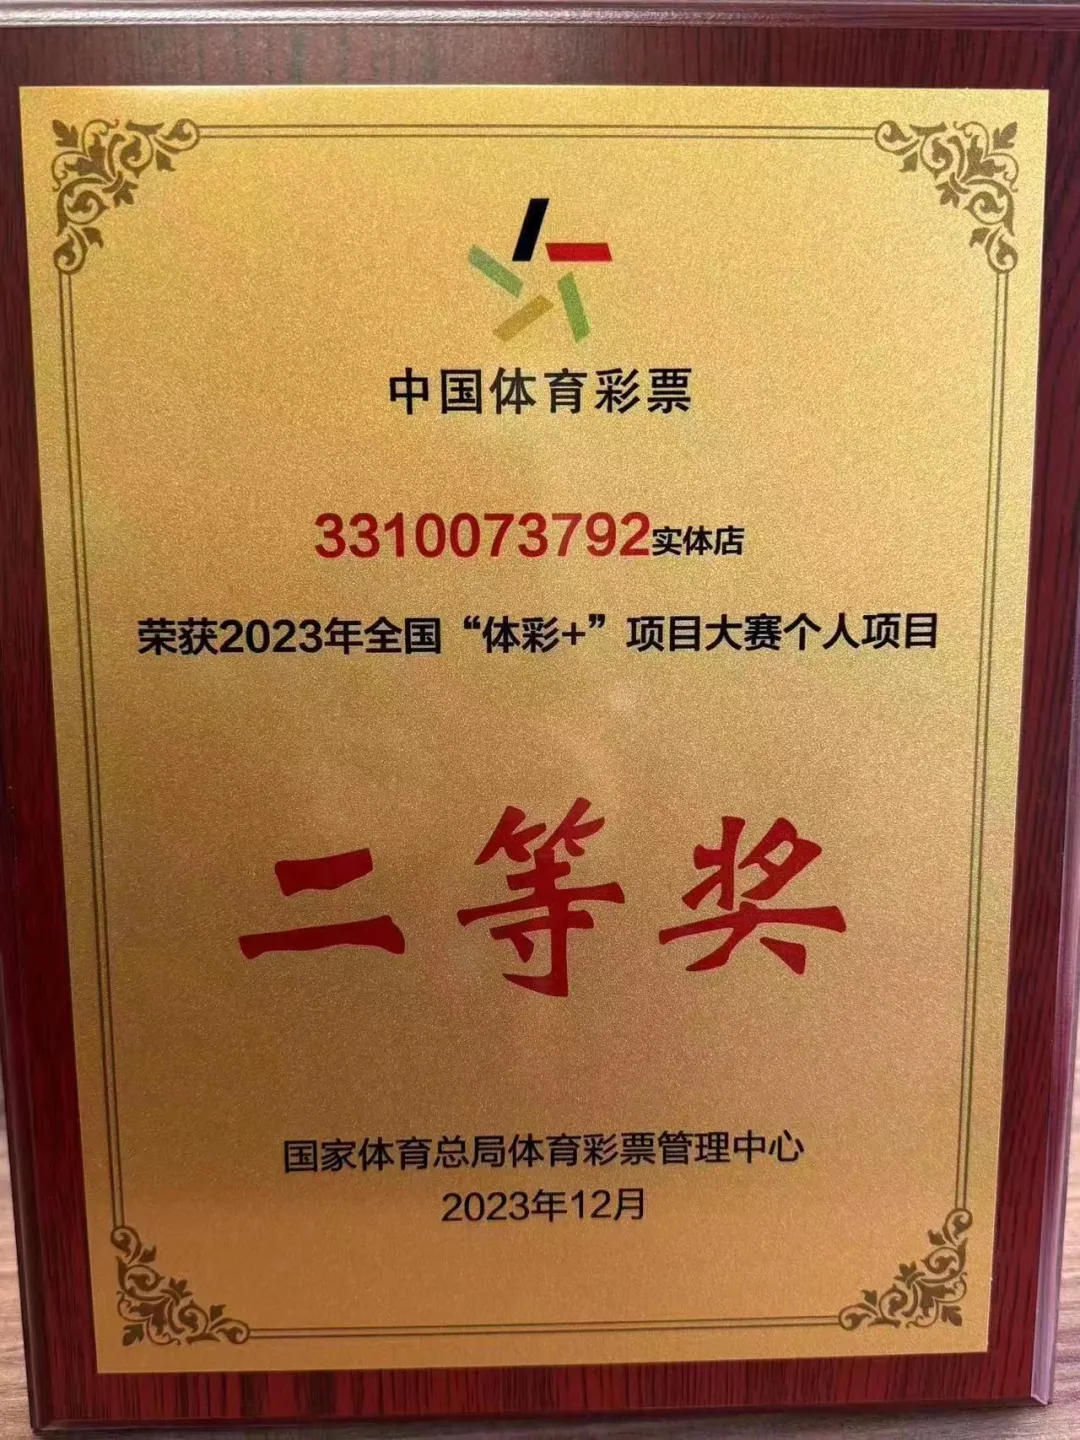 中国体育彩票
3310073792实体店
荣获2023年全国“体彩+”项目大赛个人项目
二等奖
国家体育总局体育彩票管理中心
2023年12月